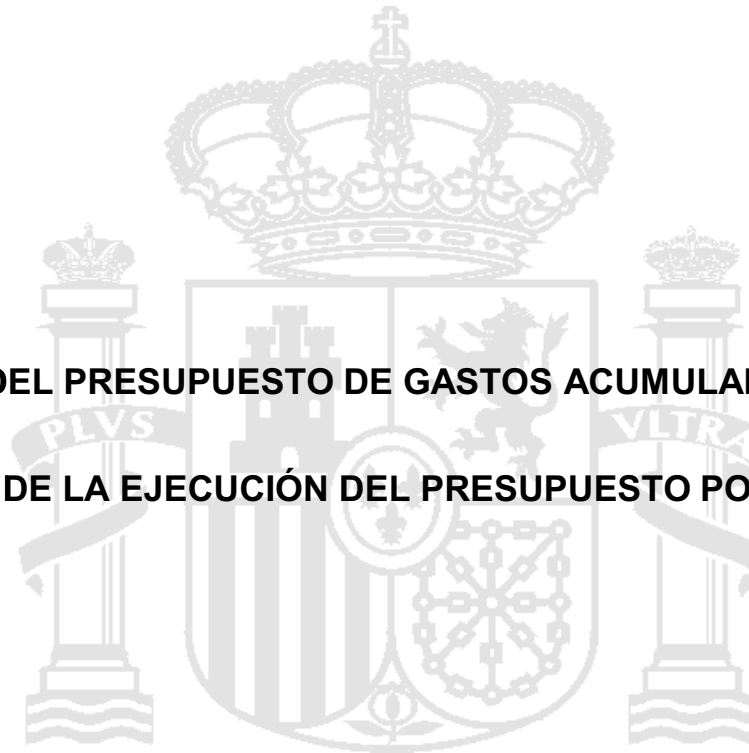 DEL PRESUPUESTO DE GASTOS ACUMULA
DE LA EJECUCIÓN DEL PRESUPUESTO PO
PLVS
VLTRA